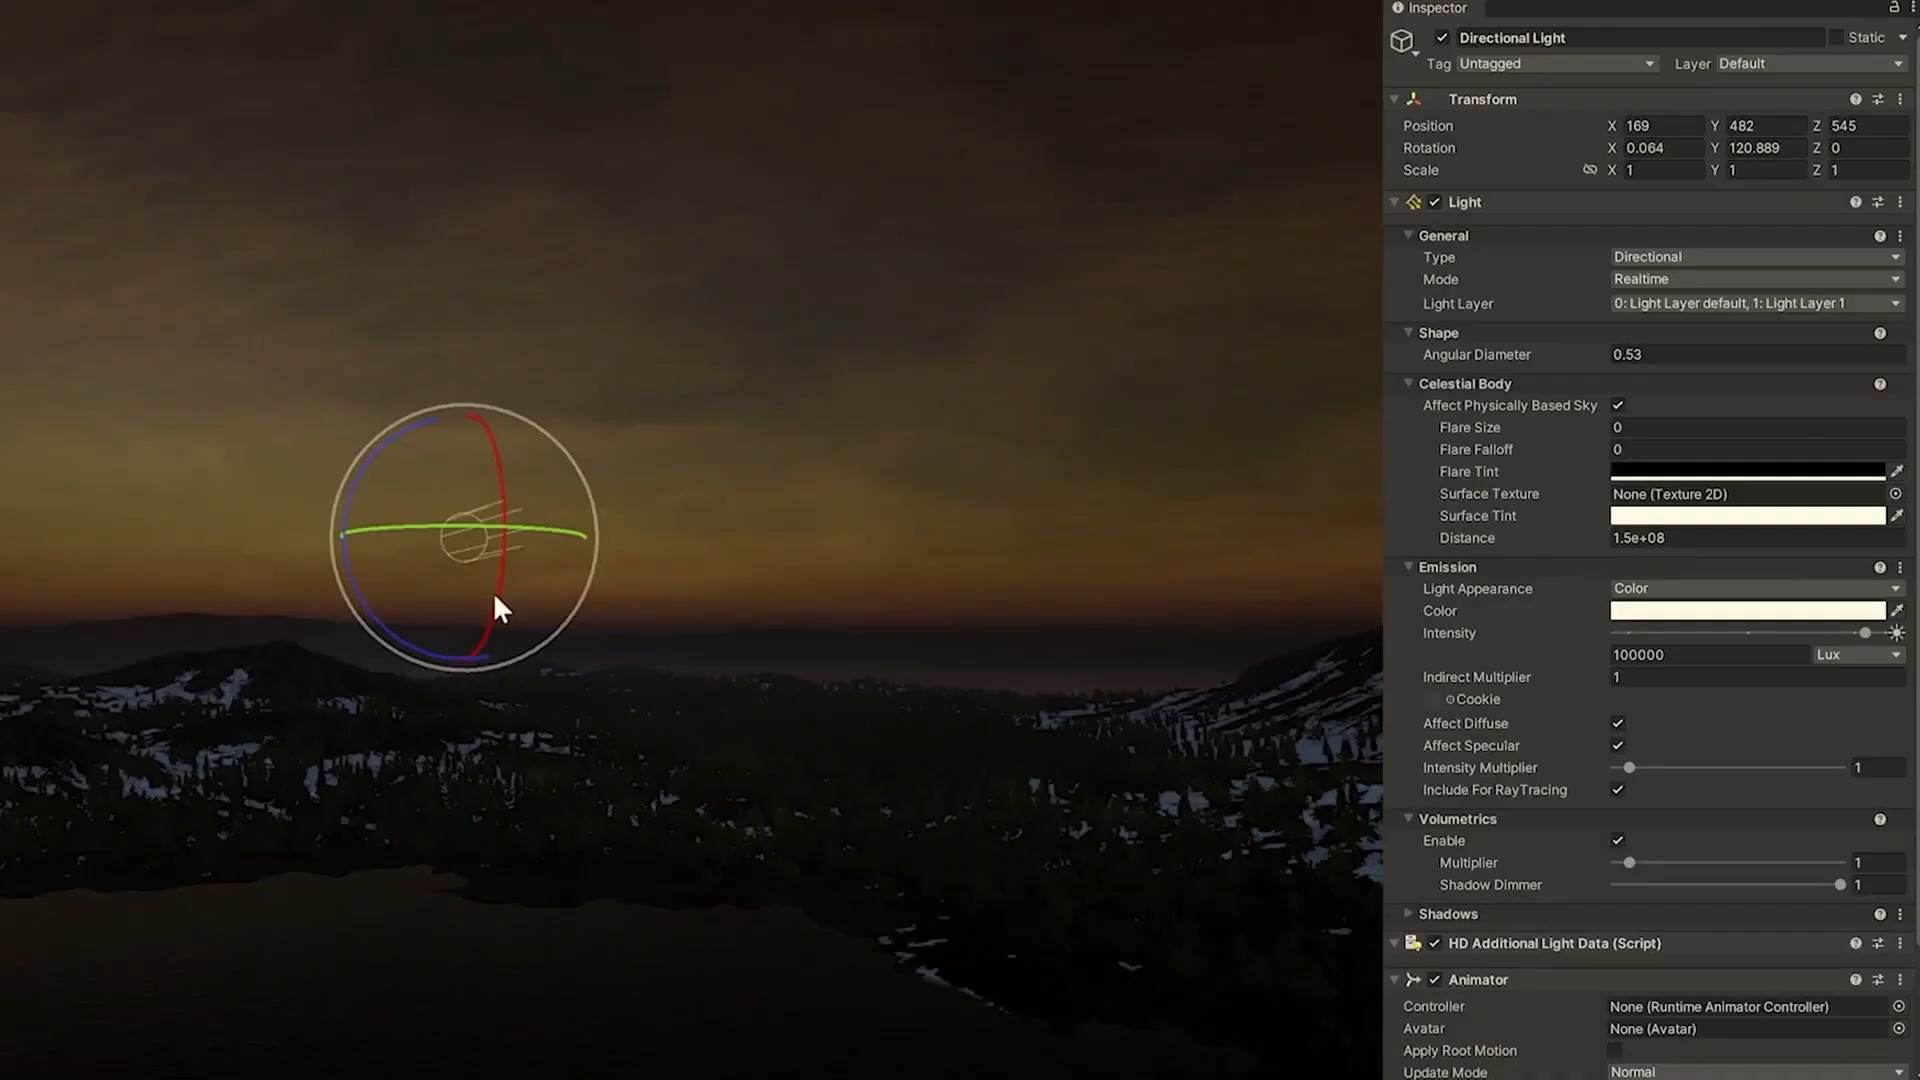 Inspector
Directional Light Static
Tag Untagged Layer Default
Transform
Position X 169 Y 482 Z 545
Rotation X 0.064 Y 120.889 Z 0
Scale X 1 Y 1 Z 1
Light
General
Type Directional
Mode Realtime
Light Layer 0: Light Layer default, 1: Light Layer 1
Shape
Angular Diameter 0.53
Celestial Body
Affect Physically Based Sky
Flare Size 0
Flare Falloff 0
Flare Tint
Surface Texture None (Texture 2D)
Surface Tint
Distance 1.5e+08
Emission
Light Appearance Color
Color
Intensity
100000 Lux
Indirect Multiplier 1
Cookie
Affect Diffuse
Affect Specular
Intensity Multiplier 1
Include For RayTracing
Volumetrics
Enable
Multiplier 1
Shadow Dimmer 1
Shadows
HD Additional Light Data (Script)
Animator
Controller None (Runtime Animator Controller)
Avatar None (Avatar)
Apply Root Motion
Update Mode Normal